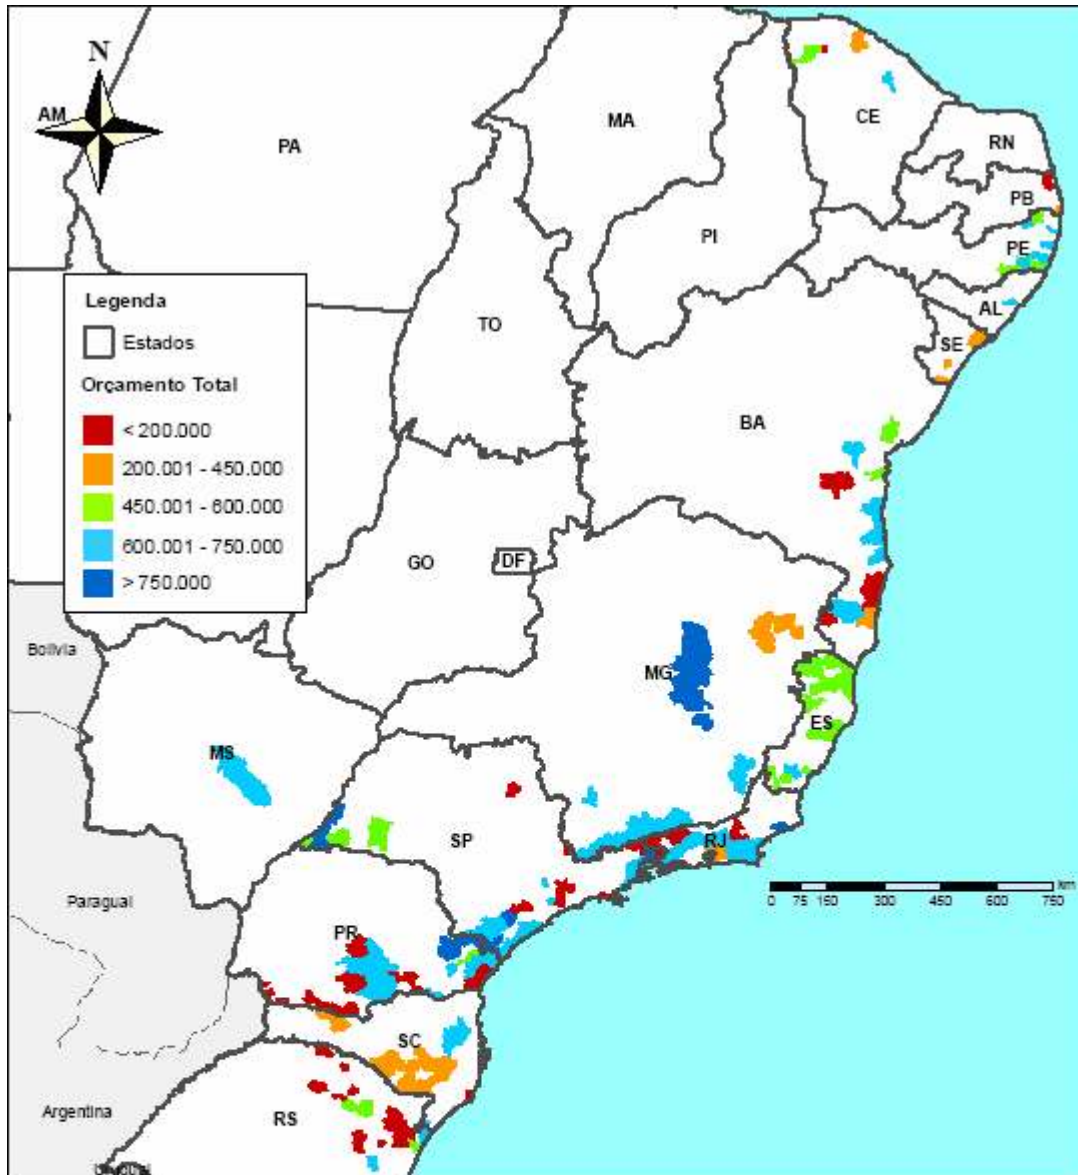 N
AM
PA
MA
CE
RN
PB
PE
PI
AL
SE
TO
BA
Legenda
Estados
Orçamento Total
< 200.000
200.001 - 450.000
450.001 - 600.000
600.001 - 750.000
> 750.000
GO
DF
Bolívia
MG
ES
MS
SP
RJ
km
0 75 150 300 450 600 750
Paraguai
PR
SC
Argentina
RS
Uruguai